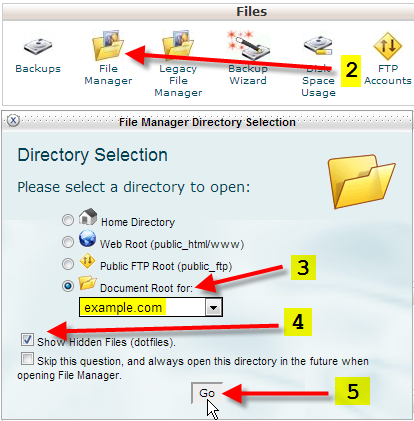 Files
Backups
File Manager
Legacy File Manager
Backup Wizard
Disk Space Usage
FTP Accounts
2
File Manager Directory Selection
Directory Selection
Please select a directory to open:
Home Directory
Web Root (public_html/www)
Public FTP Root (public_ftp)
3
Document Root for:
example.com
4
Show Hidden Files (dotfiles).
Skip this question, and always open this directory in the future when
opening File Manager.
Go
5